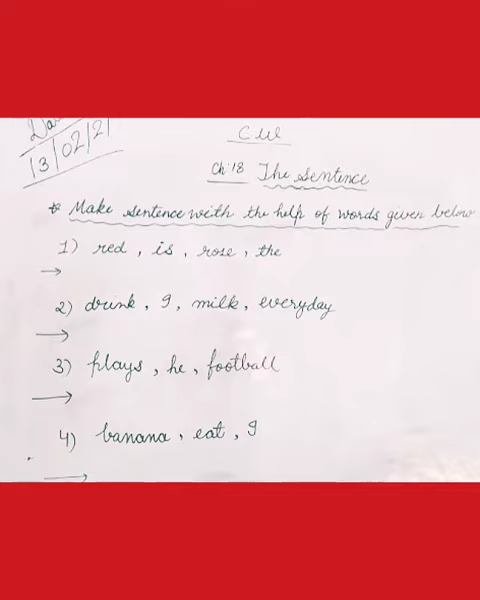 13/02/21
C.W
Ch 18 The Sentence
* Make sentence with the help of words given below
1) red , is , rose , the
→
2) drink , I , milk , everyday
→
3) plays , he , football
→
4) banana , eat , I
→